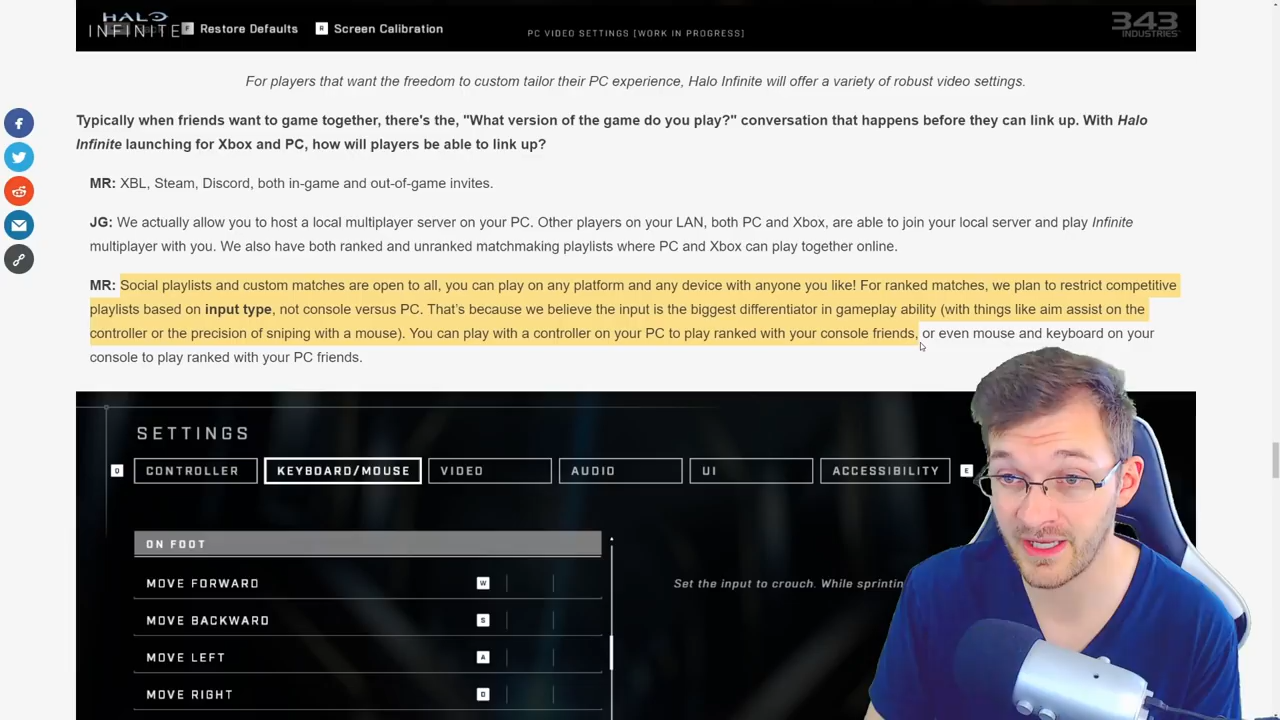 HALO
INFINITE
F Restore Defaults
R Screen Calibration
PC VIDEO SETTINGS [WORK IN PROGRESS]
343
INDUSTRIES
For players that want the freedom to custom tailor their PC experience, Halo Infinite will offer a variety of robust video settings.
Typically when friends want to game together, there's the, "What version of the game do you play?" conversation that happens before they can link up. With Halo
Infinite launching for Xbox and PC, how will players be able to link up?
MR: XBL, Steam, Discord, both in-game and out-of-game invites.
JG: We actually allow you to host a local multiplayer server on your PC. Other players on your LAN, both PC and Xbox, are able to join your local server and play Infinite
multiplayer with you. We also have both ranked and unranked matchmaking playlists where PC and Xbox can play together online.
MR: Social playlists and custom matches are open to all, you can play on any platform and any device with anyone you like! For ranked matches, we plan to restrict competitive
playlists based on input type, not console versus PC. That’s because we believe the input is the biggest differentiator in gameplay ability (with things like aim assist on the
controller or the precision of sniping with a mouse). You can play with a controller on your PC to play ranked with your console friends, or even mouse and keyboard on your
console to play ranked with your PC friends.
SETTINGS
Q CONTROLLER KEYBOARD/MOUSE VIDEO AUDIO UI ACCESSIBILITY E
ON FOOT
MOVE FORWARD W
Set the input to crouch. While sprintin
MOVE BACKWARD S
MOVE LEFT A
MOVE RIGHT D